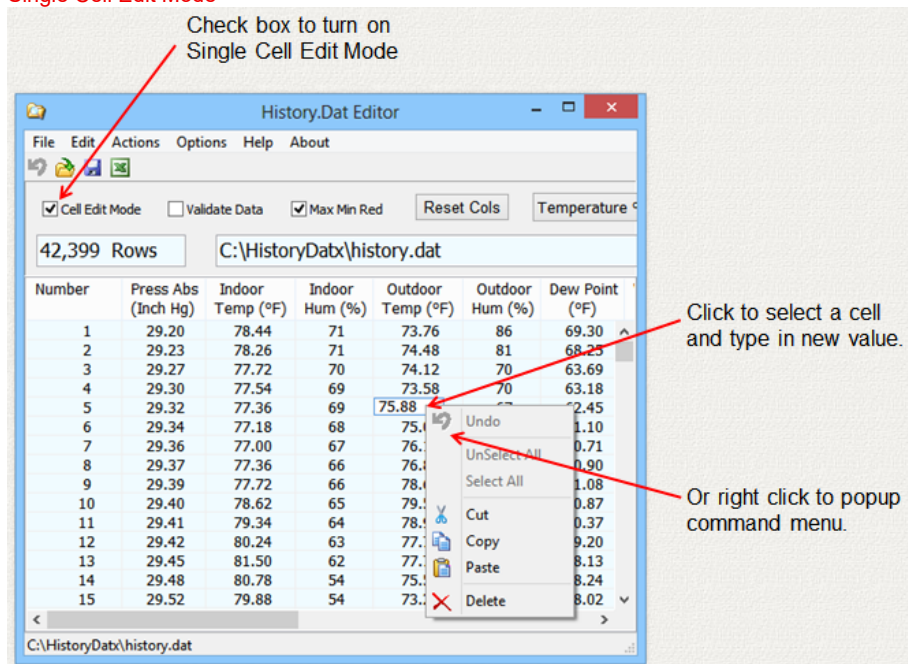 Single Cell Edit Mode
Check box to turn on
Single Cell Edit Mode
History.Dat Editor
File Edit Actions Options Help About
Cell Edit Mode Validate Data Max Min Red Reset Cols Temperature
42,399 Rows C:\HistoryDatx\history.dat
Number Press Abs Indoor Indoor Outdoor Outdoor Dew Point
(Inch Hg) Temp (°F) Hum (%) Temp (°F) Hum (%) (°F)
1 29.20 78.44 71 73.76 86 69.30
2 29.23 78.26 71 74.48 81 68.25
3 29.27 77.72 70 74.12 70 63.69
4 29.30 77.54 69 73.58 70 63.18
5 29.32 77.36 69 75.88
6 29.34 77.18 68
7 29.36 77.00 67
8 29.37 77.36 66
9 29.39 77.72 66
10 29.40 78.62 65
11 29.41 79.34 64
12 29.42 80.24 63
13 29.45 81.50 62
14 29.48 80.78 54
15 29.52 79.88 54
Undo
UnSelect All
Select All
Cut
Copy
Paste
Delete
C:\HistoryDatx\history.dat
Click to select a cell
and type in new value.
Or right click to popup
command menu.